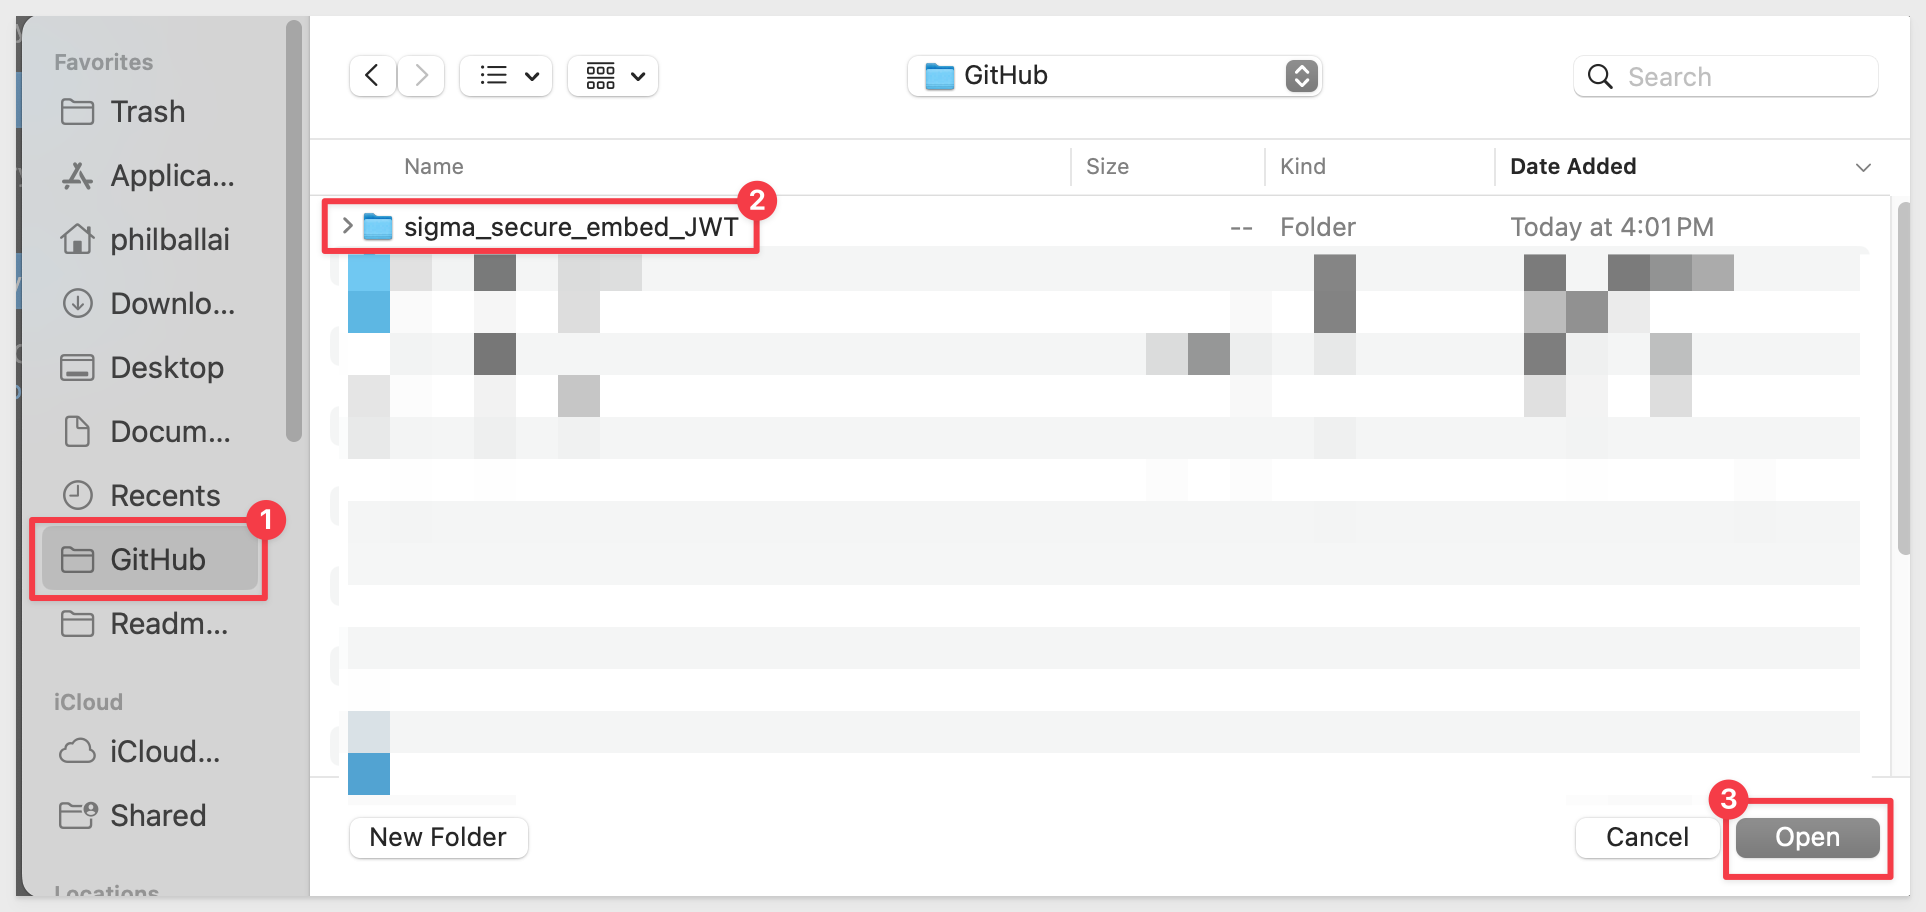 Favorites
Trash
Applica...
philballai
Downlo...
Desktop
Docum...
Recents
1
GitHub
Readm...
iCloud
iCloud...
Shared
Locations
GitHub
Search
Name
Size
Kind
Date Added
2
sigma_secure_embed_JWT
--
Folder
Today at 4:01 PM
New Folder
Cancel
3
Open